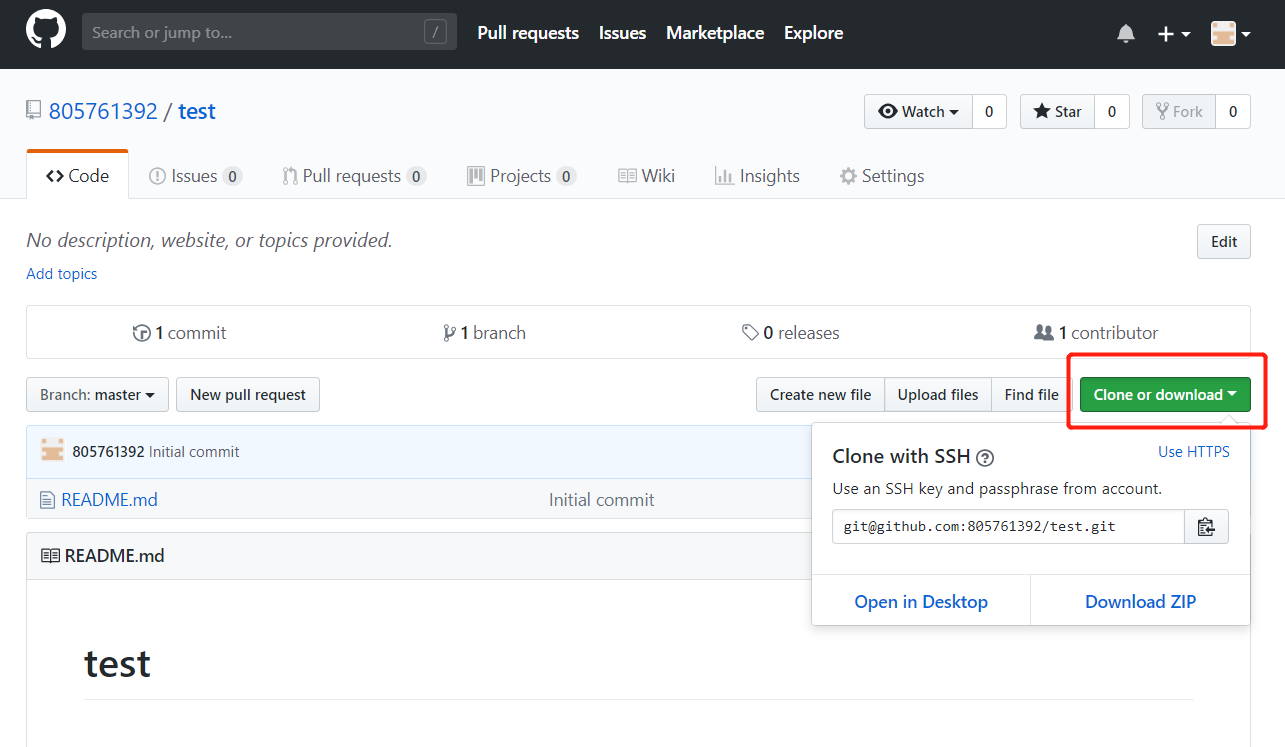 Search or jump to... / Pull requests Issues Marketplace Explore
805761392 / test Watch 0 Star 0 Fork 0
Code Issues 0 Pull requests 0 Projects 0 Wiki Insights Settings
No description, website, or topics provided. Edit
Add topics
1 commit 1 branch 0 releases 1 contributor
Branch: master New pull request Create new file Upload files Find file Clone or download
805761392 Initial commit
README.md Initial commit
Clone with SSH ? Use HTTPS
Use an SSH key and passphrase from account.
git@github.com:805761392/test.git
Open in Desktop Download ZIP
README.md
test